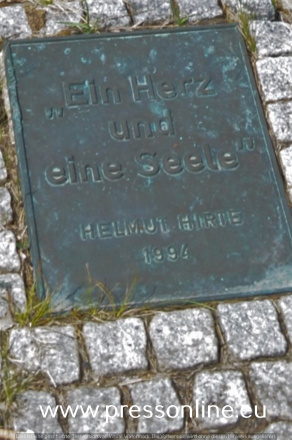 „Ein Herz
und
eine Seele”
HELMUT HIRTE
1994
www.pressonline.eu